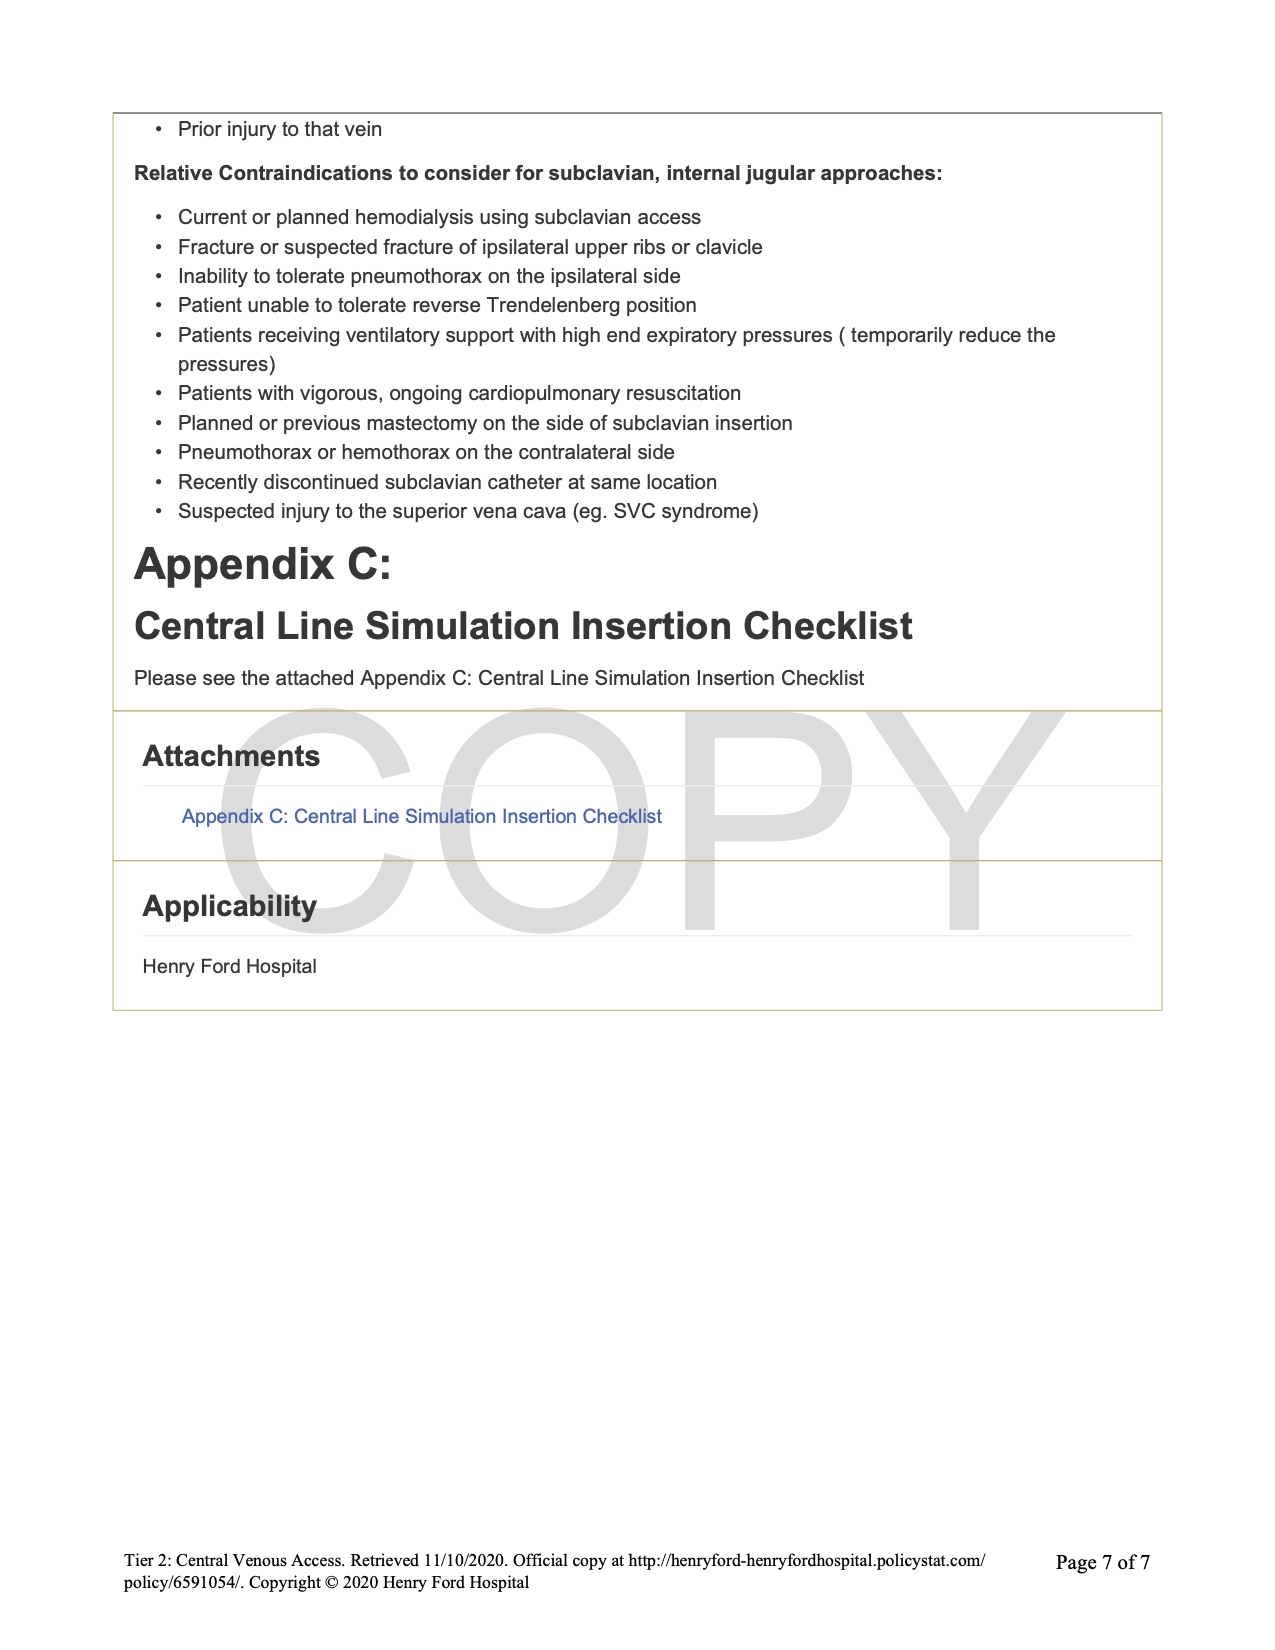 • Prior injury to that vein
Relative Contraindications to consider for subclavian, internal jugular approaches:
• Current or planned hemodialysis using subclavian access
• Fracture or suspected fracture of ipsilateral upper ribs or clavicle
• Inability to tolerate pneumothorax on the ipsilateral side
• Patient unable to tolerate reverse Trendelenberg position
• Patients receiving ventilatory support with high end expiratory pressures ( temporarily reduce the
pressures)
• Patients with vigorous, ongoing cardiopulmonary resuscitation
• Planned or previous mastectomy on the side of subclavian insertion
• Pneumothorax or hemothorax on the contralateral side
• Recently discontinued subclavian catheter at same location
• Suspected injury to the superior vena cava (eg. SVC syndrome)
Appendix C:
Central Line Simulation Insertion Checklist
Please see the attached Appendix C: Central Line Simulation Insertion Checklist
COPY
Attachments
Appendix C: Central Line Simulation Insertion Checklist
Applicability
Henry Ford Hospital
Tier 2: Central Venous Access. Retrieved 11/10/2020. Official copy at http://henryford-henryfordhospital.policystat.com/
policy/6591054/. Copyright © 2020 Henry Ford Hospital
Page 7 of 7